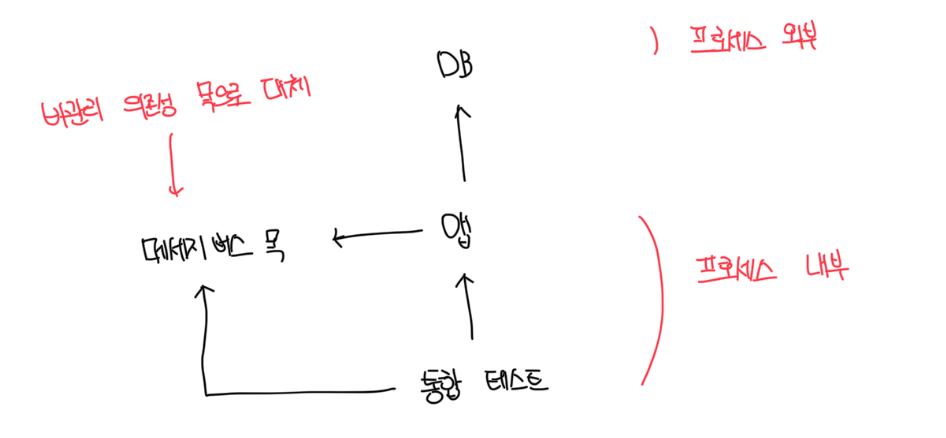 프로세스 외부
DB
비관리 의존성 목으로 대체
메세지 버스 목
앱
프로세스 내부
통합 테스트